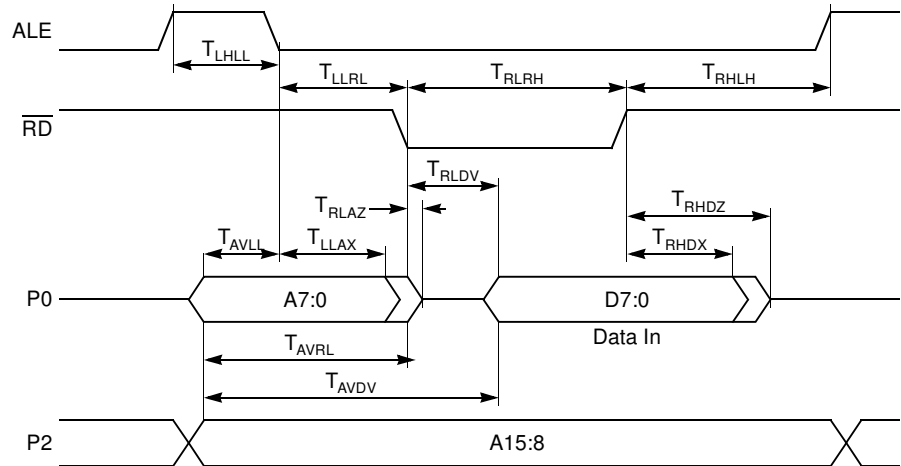 ALE
T_LHLL
T_LLRL
T_RLRH
T_RHLH
RD
T_RLDV
T_RLAZ
T_RHDZ
T_AVLL
T_LLAX
T_RHDX
P0
A7:0
D7:0
Data In
T_AVRL
T_AVDV
P2
A15:8